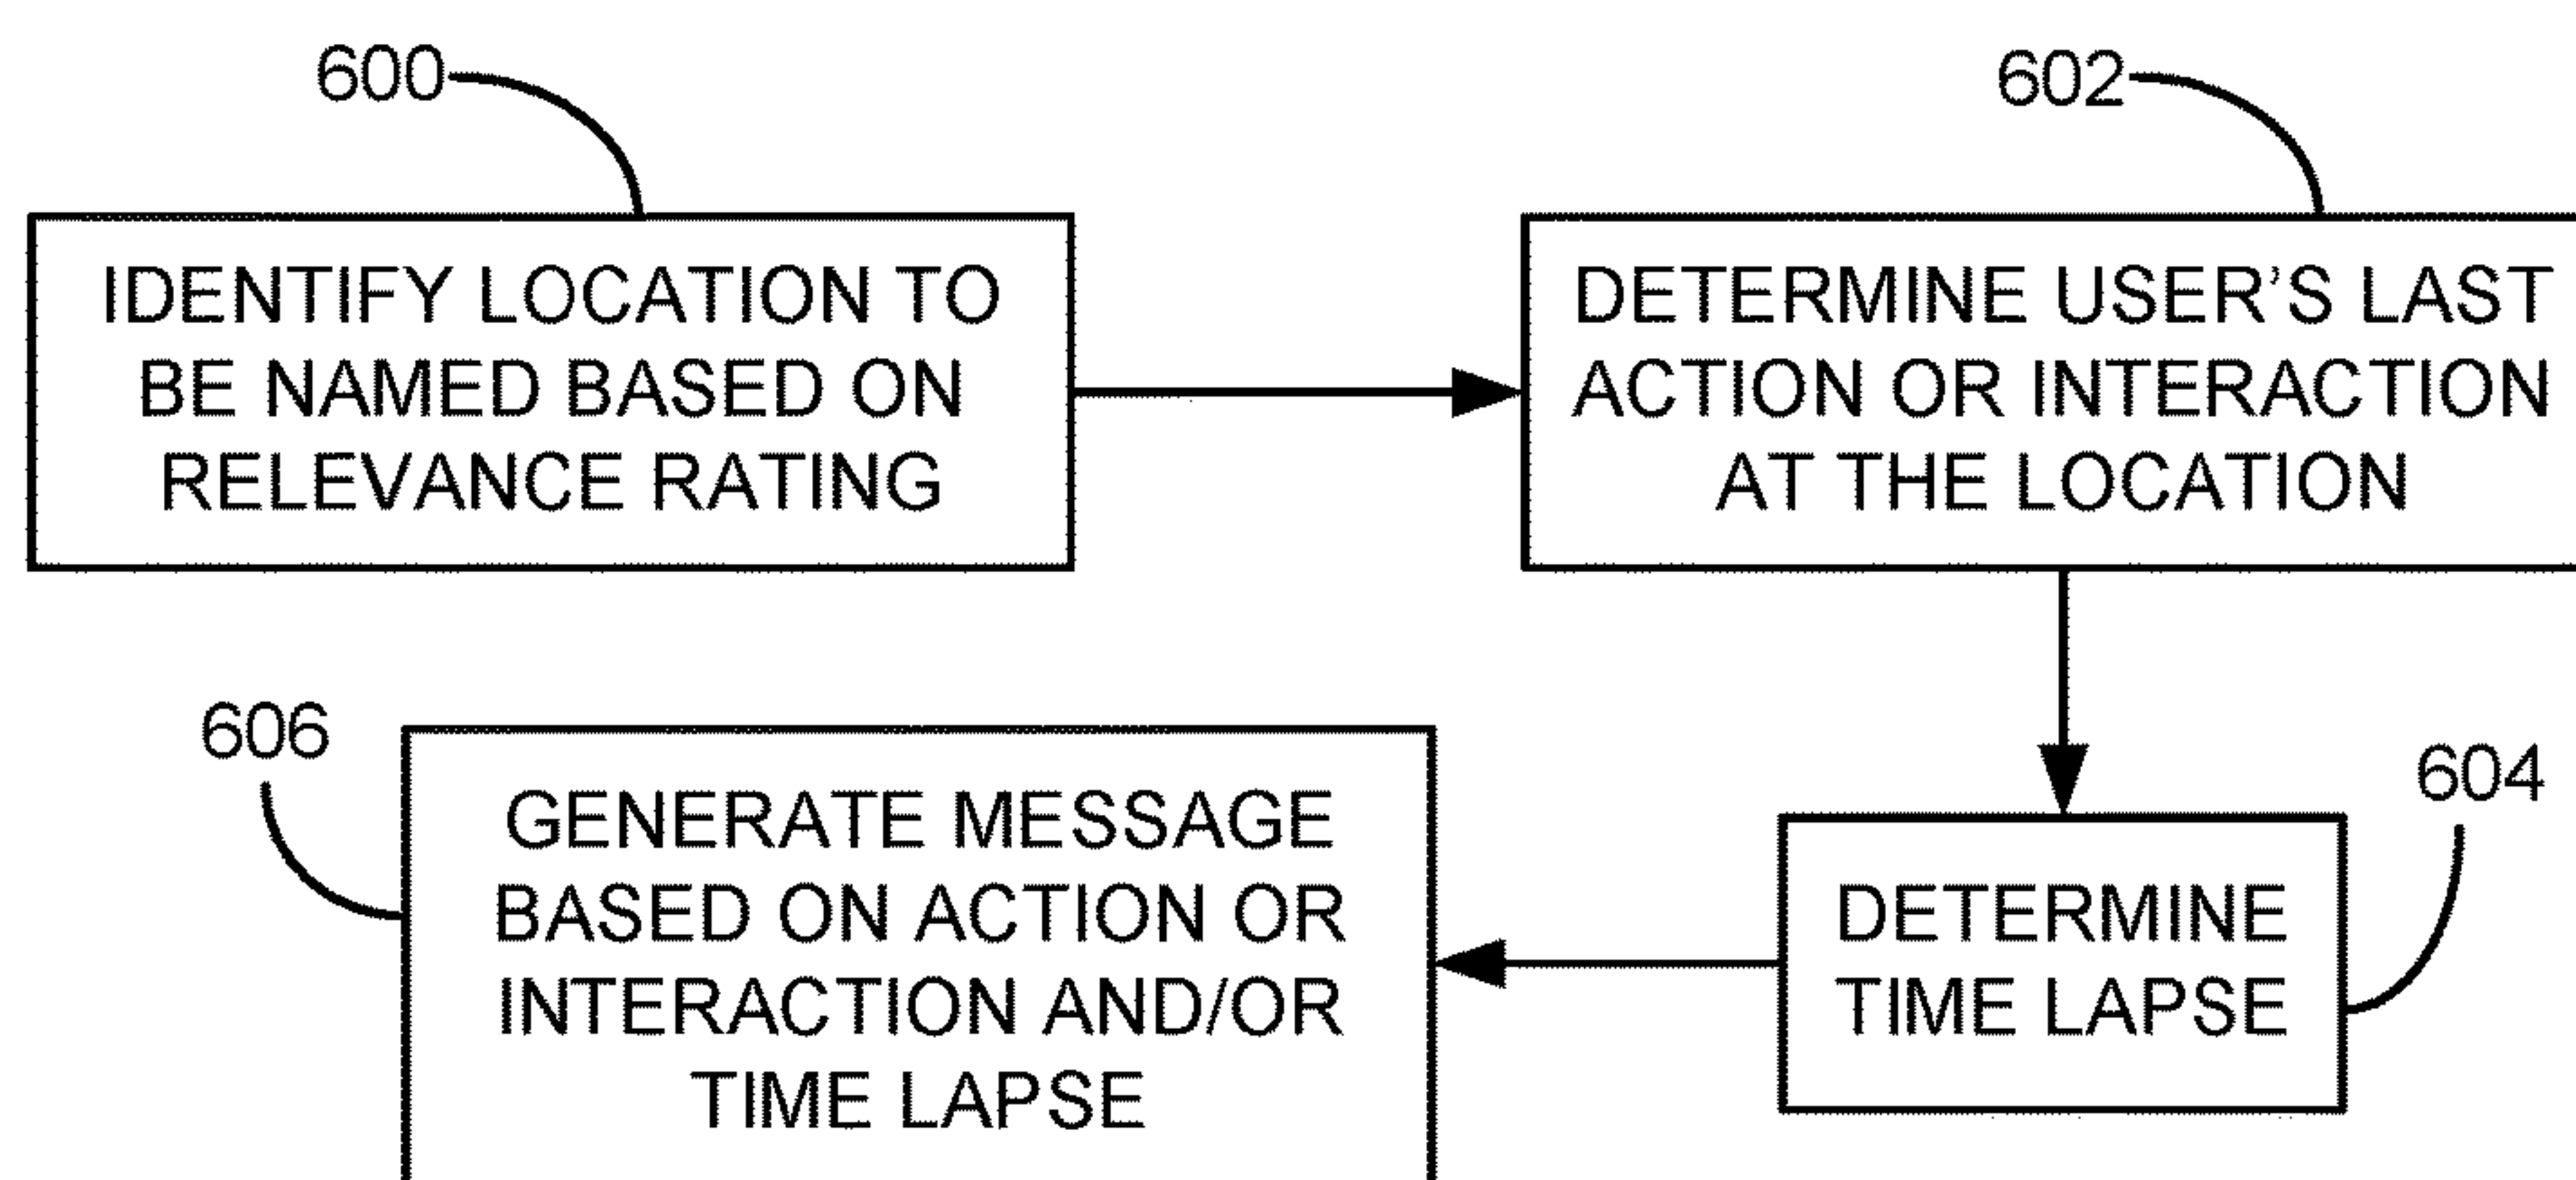 600
602
IDENTIFY LOCATION TO
BE NAMED BASED ON
RELEVANCE RATING
DETERMINE USER’S LAST
ACTION OR INTERACTION
AT THE LOCATION
606
604
GENERATE MESSAGE
BASED ON ACTION OR
INTERACTION AND/OR
TIME LAPSE
DETERMINE
TIME LAPSE